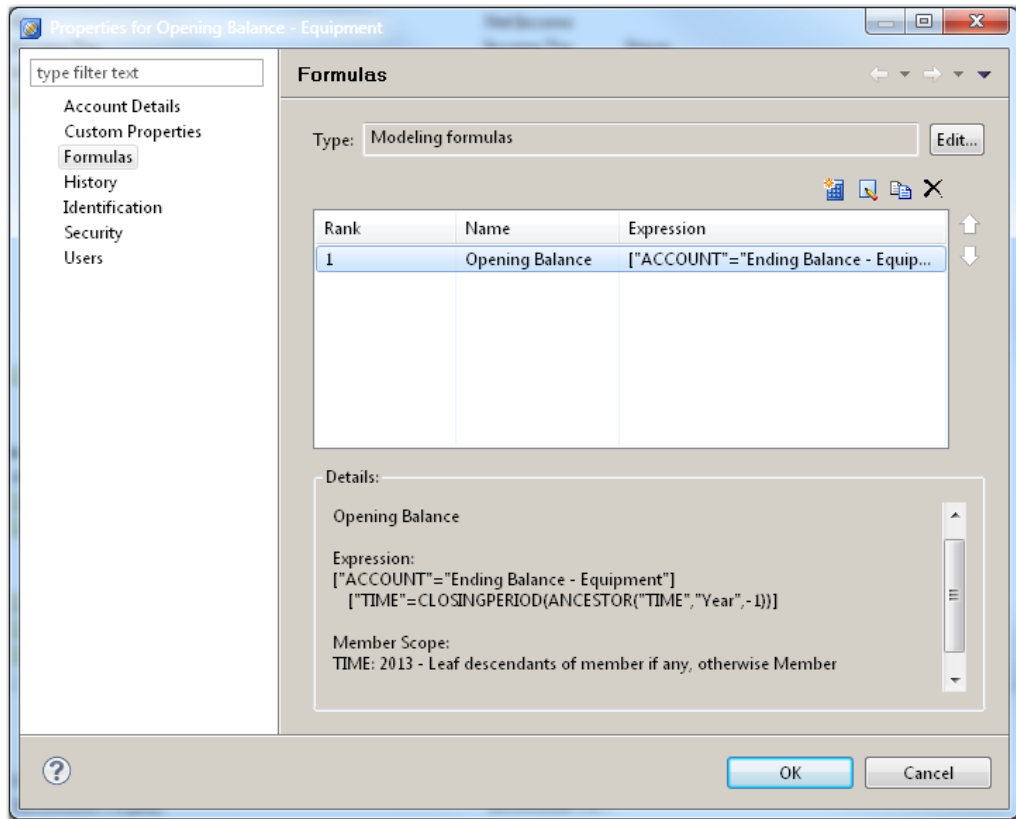 Properties for Opening Balance - Equipment
type filter text
Account Details
Custom Properties
Formulas
History
Identification
Security
Users
Formulas
Type: Modeling formulas Edit...
Rank Name Expression
1 Opening Balance ["ACCOUNT"="Ending Balance - Equip...
Details:
Opening Balance
Expression:
["ACCOUNT"="Ending Balance - Equipment"]
["TIME"=CLOSINGPERIOD(ANCESTOR("TIME","Year",-1))]
Member Scope:
TIME: 2013 - Leaf descendants of member if any, otherwise Member
? OK Cancel